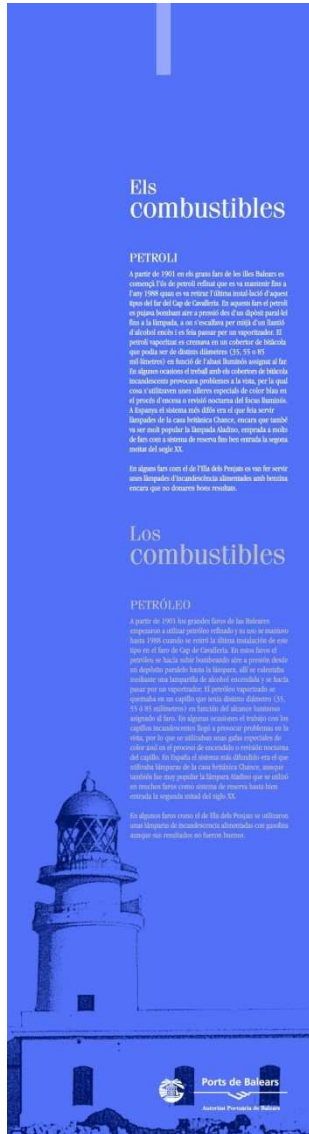 Els
combustibles
PETROLI
A partir de 1901 en els grans fars de les illes Balears es
començà l'ús de petroli refinat que es va mantenir fins a
l'any 1988 quan es va retirar l'última instal·lació d'aquest
tipus del far del Cap de Cavalleria. En aquests fars el petroli
es pujava bombant aire a pressió des d'un dipòsit paral·lel
fins a la làmpada, a on s'escalfava per mitjà d'un llantió
d'alcohol encès i es feia passar per un vaporitzador. El
petroli vaporitzat es cremava en un cobertor de biúcola
que podia ser de distints diàmetres (35, 55 o 85
mil·límetres) en funció de l'abast lluminós assignat al far.
En algunes ocasions el treball amb els cobertors de biúcola
incandescents provocava problemes a la vista, per la qual
cosa s'utilitzaven unes ulleres especials de color blau en
el procés d'encesa o revisió nocturna del focus lluminós.
A Espanya el sistema més difós era el que feia servir
làmpades de la casa britànica Chance, encara que també
va ser molt popular la làmpada Aladino, emprada a molts
de fars com a sistema de reserva fins ben entrada la segona
meitat del segle XX.
En alguns fars com el de l'Illa dels Penjats es van fer servir
unes làmpades d'incandescència alimentades amb benzina
encara que no donaren bons resultats.
Los
combustibles
PETRÓLEO
A partir de 1901 los grandes faros de las Baleares
empezaron a utilizar petróleo refinado y su uso se mantuvo
hasta 1988 cuando se retiró la última instalación de este
tipo en el faro de Cap de Cavalleria. En estos faros el
petróleo se hacía subir bombeando aire a presión desde
un depósito paralelo hasta la lámpara, allí se calentaba
mediante una lamparilla de alcohol encendida y se hacía
pasar por un vaporizador. El petróleo vaporizado se
quemaba en un capillo que tenía distinto diámetro (35,
55 ó 85 milímetros) en función del alcance luminoso
asignado al faro. En algunas ocasiones el trabajo con los
capillos incandescentes llegó a provocar problemas en la
vista, por lo que se utilizaban unas gafas especiales de
color azul en el proceso de encendido o revisión nocturna
del capillo. En España el sistema más difundido era el que
utilizaba lámparas de la casa británica Chance, aunque
también fue muy popular la lámpara Aladino que se utilizó
en muchos faros como sistema de reserva hasta bien
entrada la segunda mitad del siglo XX.
En algunos faros como el de Illa dels Penjats se utilizaron
unas lámparas de incandescencia alimentadas con gasolina
aunque sus resultados no fueron buenos.
Ports de Balears
Autoritat Portuària de Balears